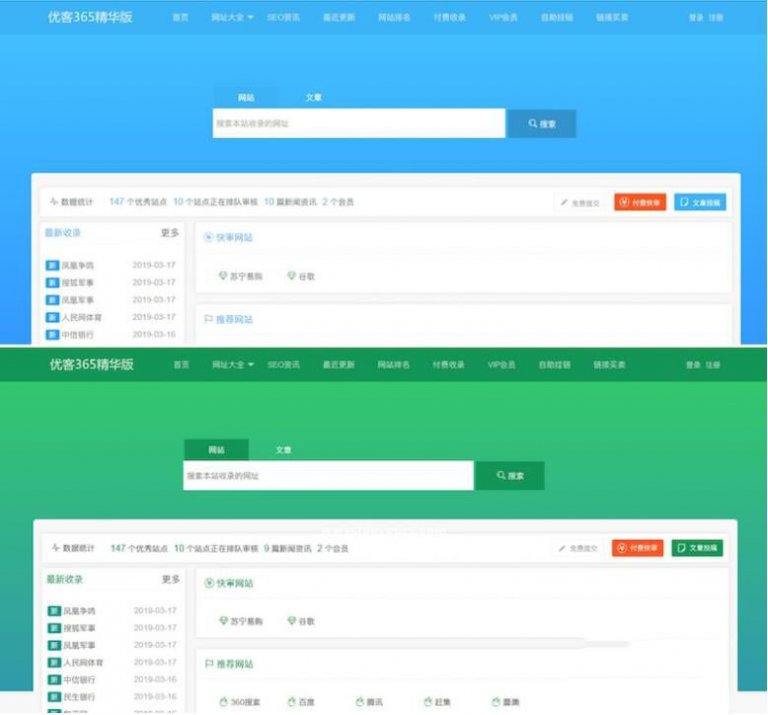 优客365精华版 首页 网址大全 SEO资讯 最近更新 网站排名 付费收录 VIP会员 自助挂链 链接买卖 登录 注册
网站 文章
搜索本站收录的网址 搜索
数据统计 147 个优秀站点 10 个站点正在排队审核 10 篇新闻资讯 2 个会员 免费提交 付费快审 文章投稿
最新收录 更多
快审网站
新 凤凰争鸣 2019-03-17
苏宁易购 谷歌
新 搜狐军事 2019-03-17
新 凤凰军事 2019-03-17
推荐网站
新 人民网体育 2019-03-17
新 中信银行 2019-03-16
优客365精华版 首页 网址大全 SEO资讯 最近更新 网站排名 付费收录 VIP会员 自助挂链 链接买卖 登录 注册
网站 文章
搜索本站收录的网址 搜索
数据统计 147 个优秀站点 10 个站点正在排队审核 9 篇新闻资讯 2 个会员 免费提交 付费快审 文章投稿
最新收录 更多
快审网站
新 凤凰争鸣 2019-03-17
苏宁易购 谷歌
新 搜狐军事 2019-03-17
新 凤凰军事 2019-03-17
新 人民网体育 2019-03-17
推荐网站
新 中信银行 2019-03-16
新 民生银行 2019-03-16
360搜索 百度 腾讯 赶集